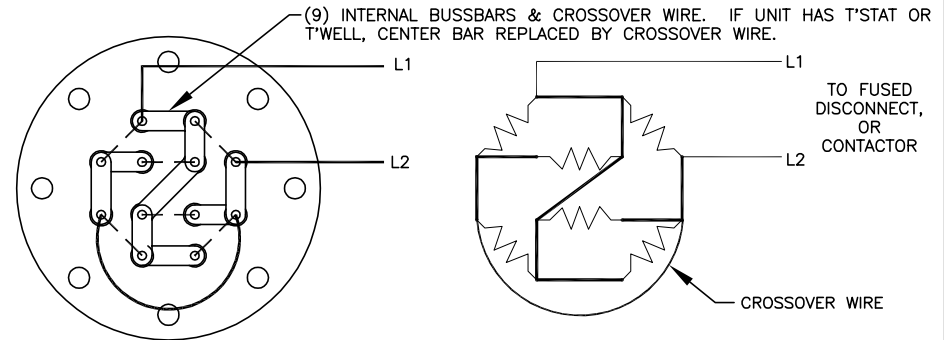 (9) INTERNAL BUSSBARS & CROSSOVER WIRE. IF UNIT HAS T'STAT OR
T'WELL, CENTER BAR REPLACED BY CROSSOVER WIRE.
L1
L2
L1
L2
TO FUSED
DISCONNECT,
OR
CONTACTOR
CROSSOVER WIRE